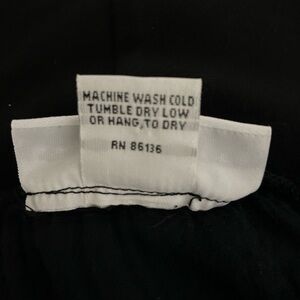 MACHINE WASH COLD
TUMBLE DRY LOW
OR HANG, TO DRY
RN 86136